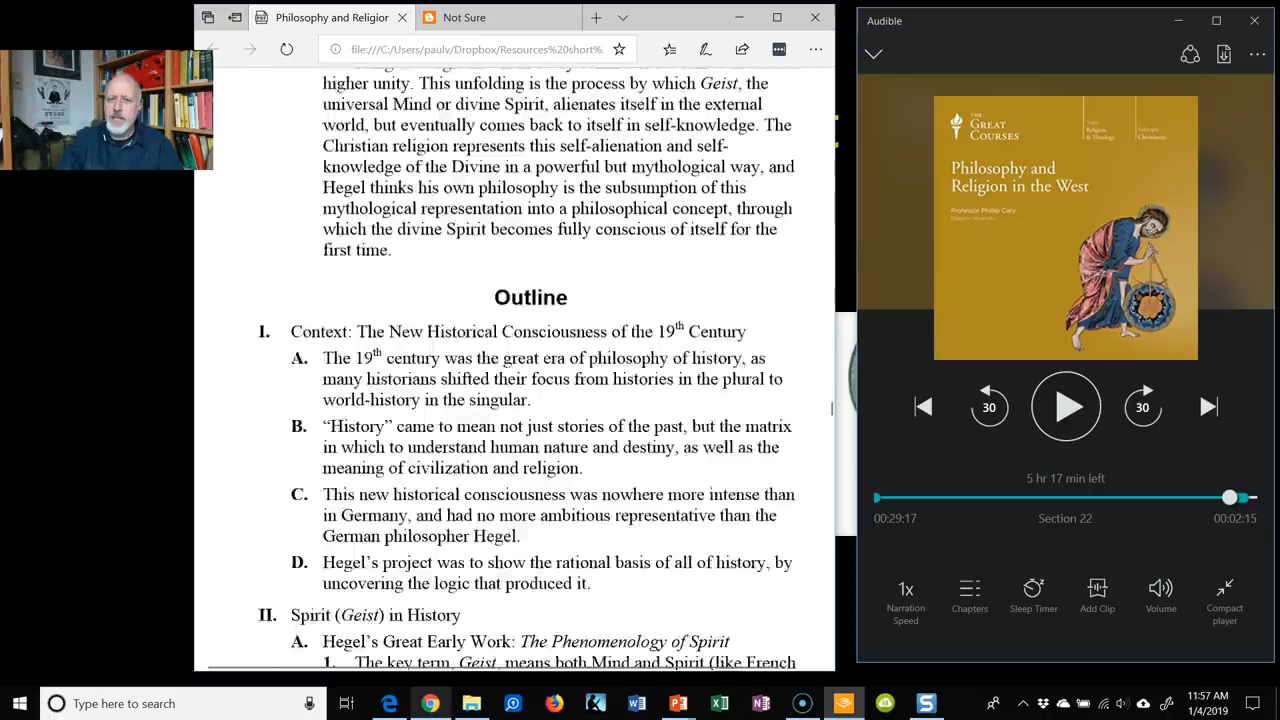 Philosophy and Religior
Not Sure
file:///C:/Users/paulv/Dropbox/Resources%20short%.
higher unity. This unfolding is the process by which Geist, the
universal Mind or divine Spirit, alienates itself in the external
world, but eventually comes back to itself in self-knowledge. The
Christian religion represents this self-alienation and self-
knowledge of the Divine in a powerful but mythological way, and
Hegel thinks his own philosophy is the subsumption of this
mythological representation into a philosophical concept, through
which the divine Spirit becomes fully conscious of itself for the
first time.
Outline
I. Context: The New Historical Consciousness of the 19th Century
A. The 19th century was the great era of philosophy of history, as
many historians shifted their focus from histories in the plural to
world-history in the singular.
B. “History” came to mean not just stories of the past, but the matrix
in which to understand human nature and destiny, as well as the
meaning of civilization and religion.
C. This new historical consciousness was nowhere more intense than
in Germany, and had no more ambitious representative than the
German philosopher Hegel.
D. Hegel’s project was to show the rational basis of all of history, by
uncovering the logic that produced it.
II. Spirit (Geist) in History
A. Hegel’s Great Early Work: The Phenomenology of Spirit
1. The key term, Geist, means both Mind and Spirit (like French
Audible
THE
GREAT
COURSES
Topic
Religion
& Theology
Subtopic
Christianity
Philosophy and
Religion in the West
Professor Phillip Cary
30
30
5 hr 17 min left
00:29:17
Section 22
00:02:15
1x
Narration
Speed
Chapters
Sleep Timer
Add Clip
Volume
Compact
player
Type here to search
11:57 AM
1/4/2019